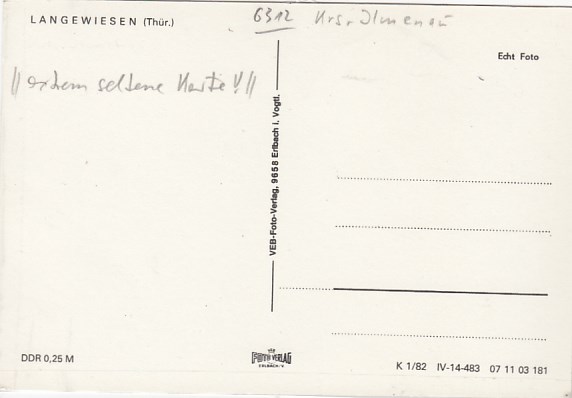 LANGEWIESEN (Thür.)
6312 Krs. Ilmenau
Echt Foto
|| extrem seltene Karte !! ||
VEB-Foto-Verlag, 9658 Erlbach i. Vogtl.
DDR 0,25 M
FOTO VERLAG
ERLBACH/V.
K 1/82 IV-14-483 07 11 03 181